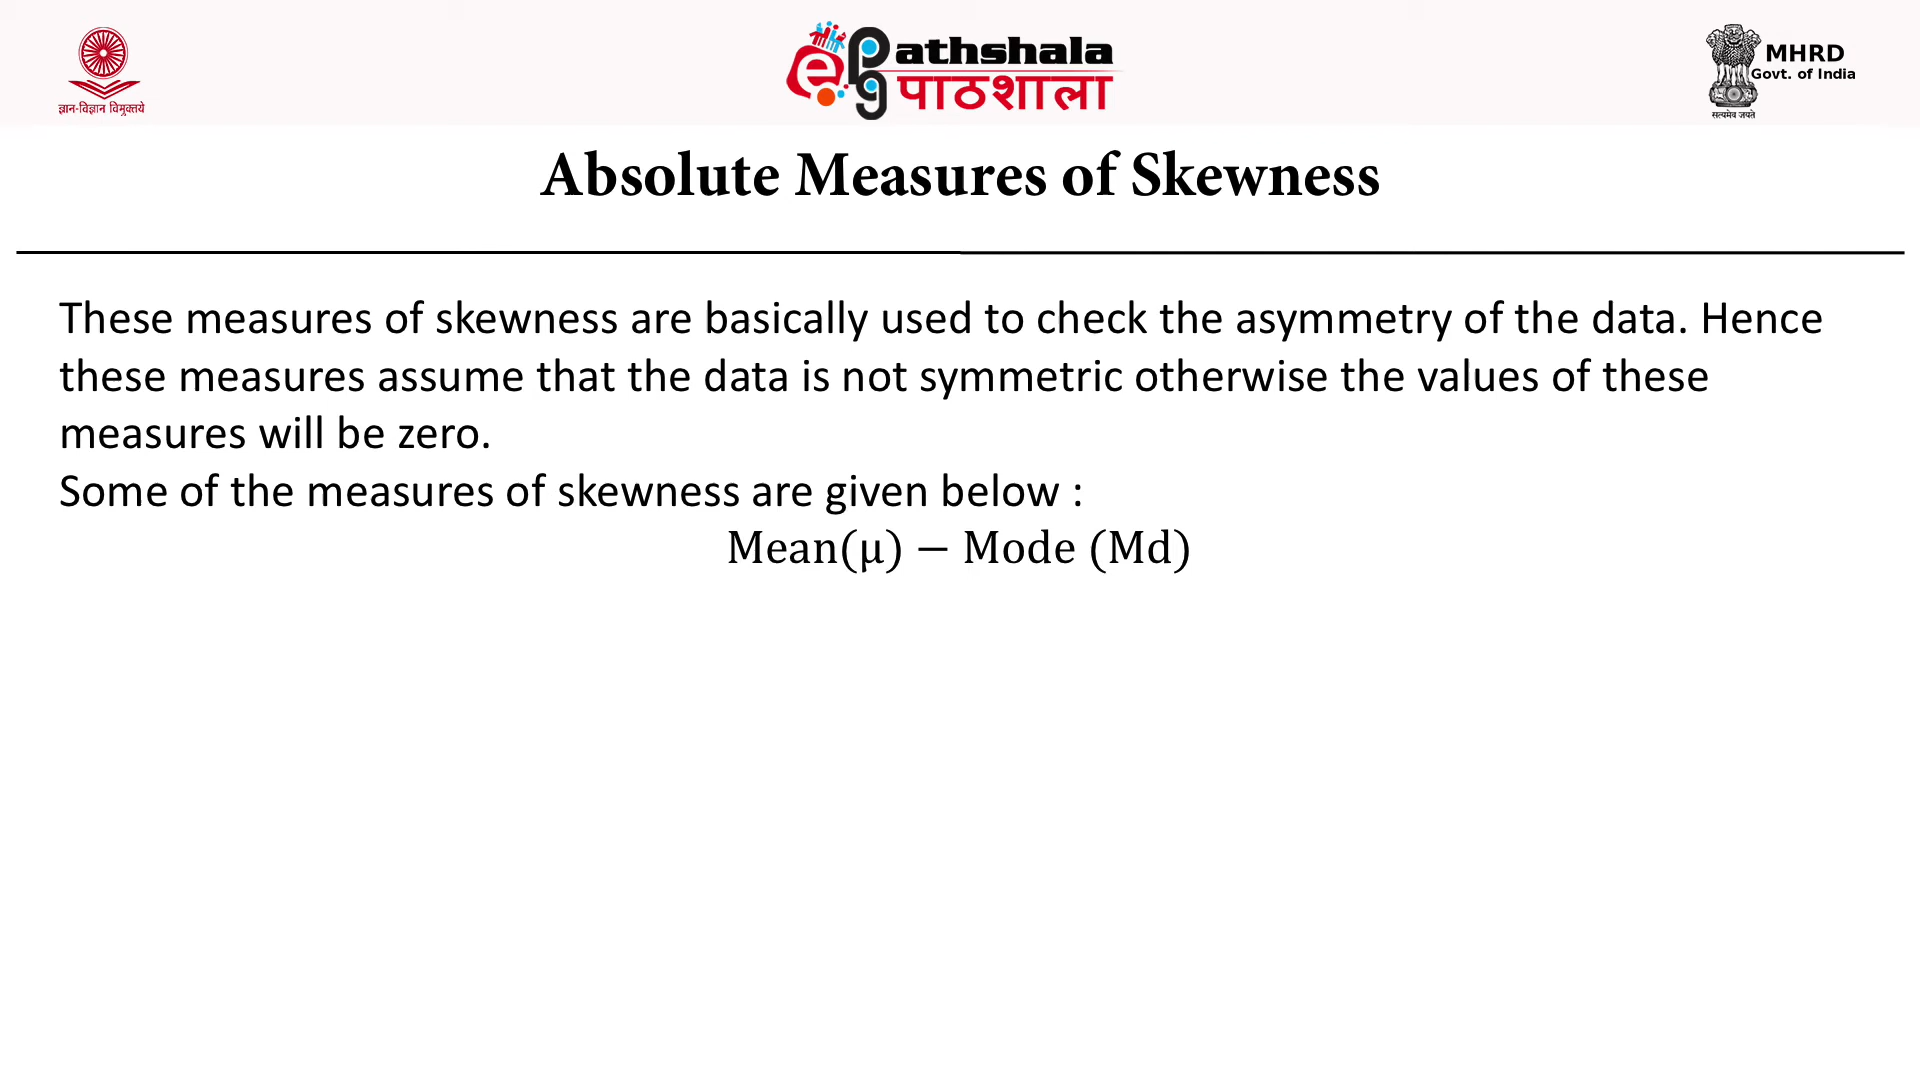 ज्ञान-विज्ञान विमुक्तये
e pg athshala
पाठशाला
MHRD
Govt. of India
सत्यमेव जयते
Absolute Measures of Skewness
These measures of skewness are basically used to check the asymmetry of the data. Hence
these measures assume that the data is not symmetric otherwise the values of these
measures will be zero.
Some of the measures of skewness are given below :
Mean(μ) − Mode (Md)